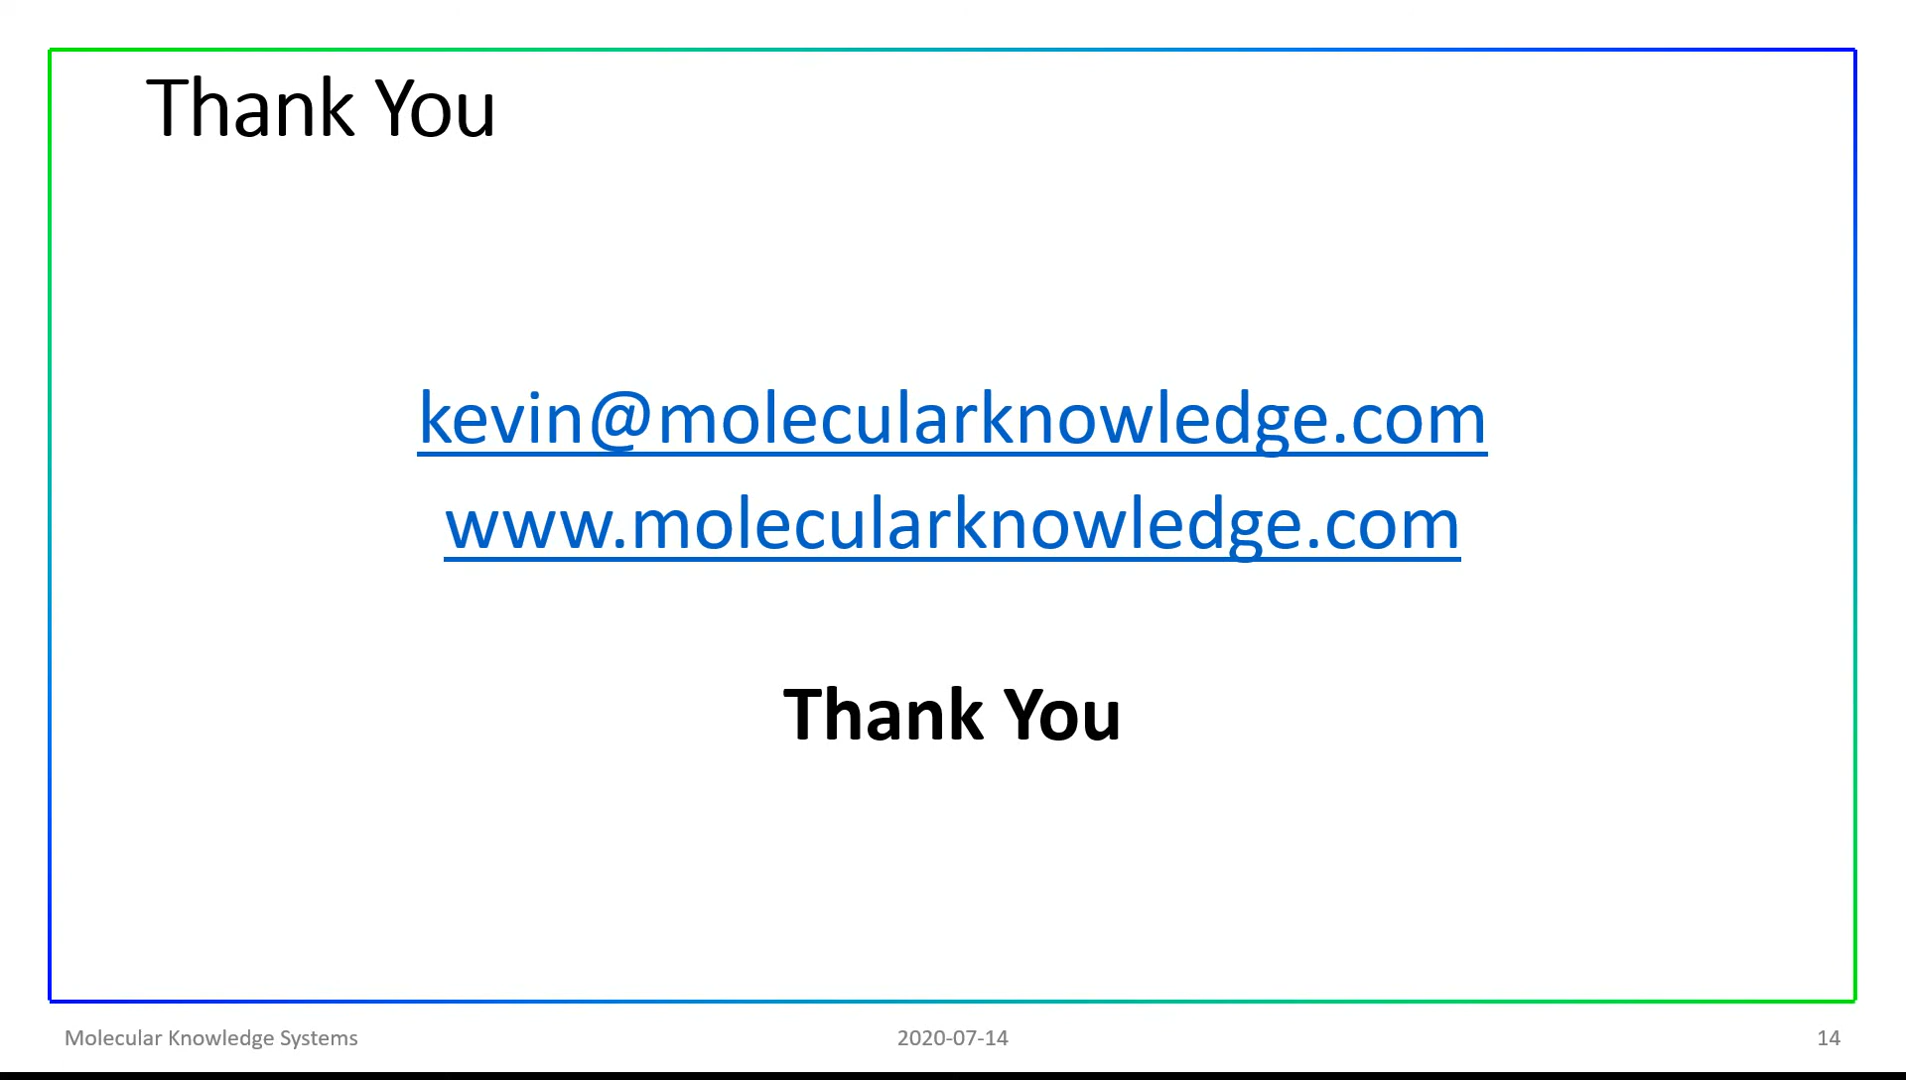 Thank You
kevin@molecularknowledge.com
www.molecularknowledge.com
Thank You
Molecular Knowledge Systems
2020-07-14
14